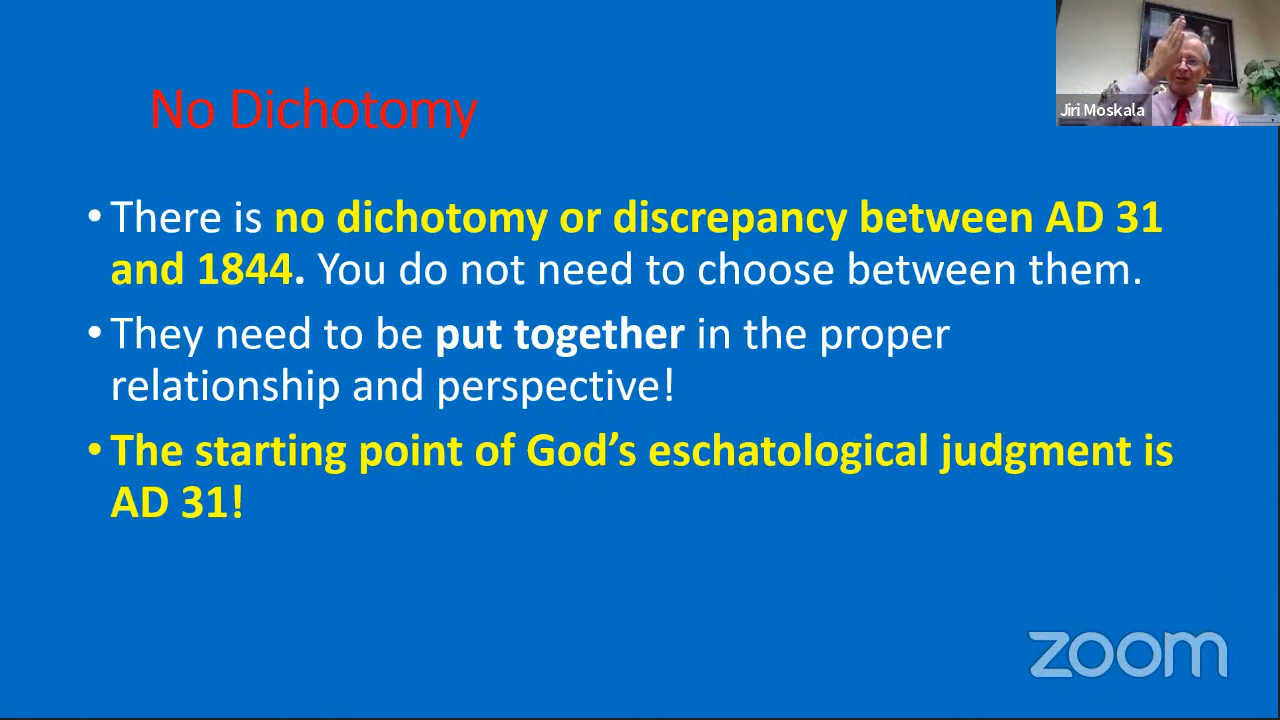 Jiri Moskala
No Dichotomy
• There is no dichotomy or discrepancy between AD 31
and 1844. You do not need to choose between them.
• They need to be put together in the proper
relationship and perspective!
• The starting point of God’s eschatological judgment is
AD 31!
zoom